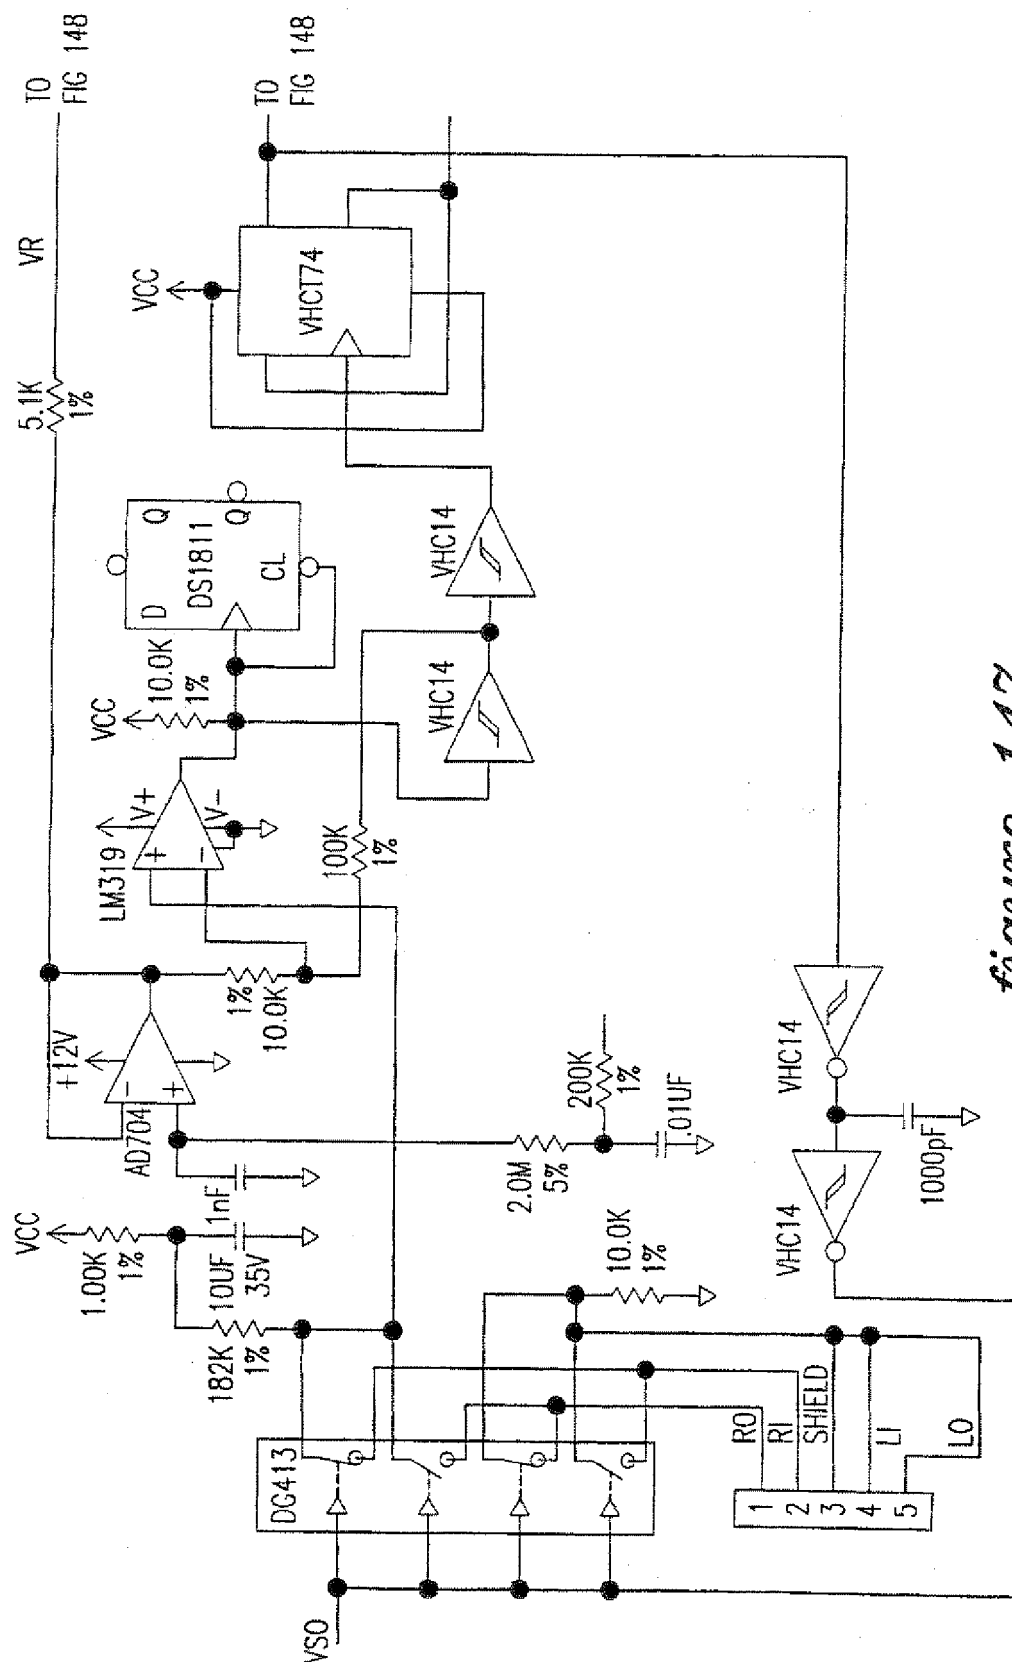 TO
FIG 148
VR
5.1K
1%
TO
FIG 148
VCC
VHCT74
D
Q
Q
DS1811
CL
VCC
10.0K
1%
LM319
V+
V-
+
-
100K
1%
VHC14
VHC14
+12V
AD704
-
+
1%
10.0K
VCC
1.00K
1%
1nF
10UF
35V
182K
1%
2.0M
5%
200K
1%
.01UF
10.0K
1%
VHC14
1000pF
VHC14
DG413
VSO
RO
RI
SHIELD
LI
LO
1
2
3
4
5